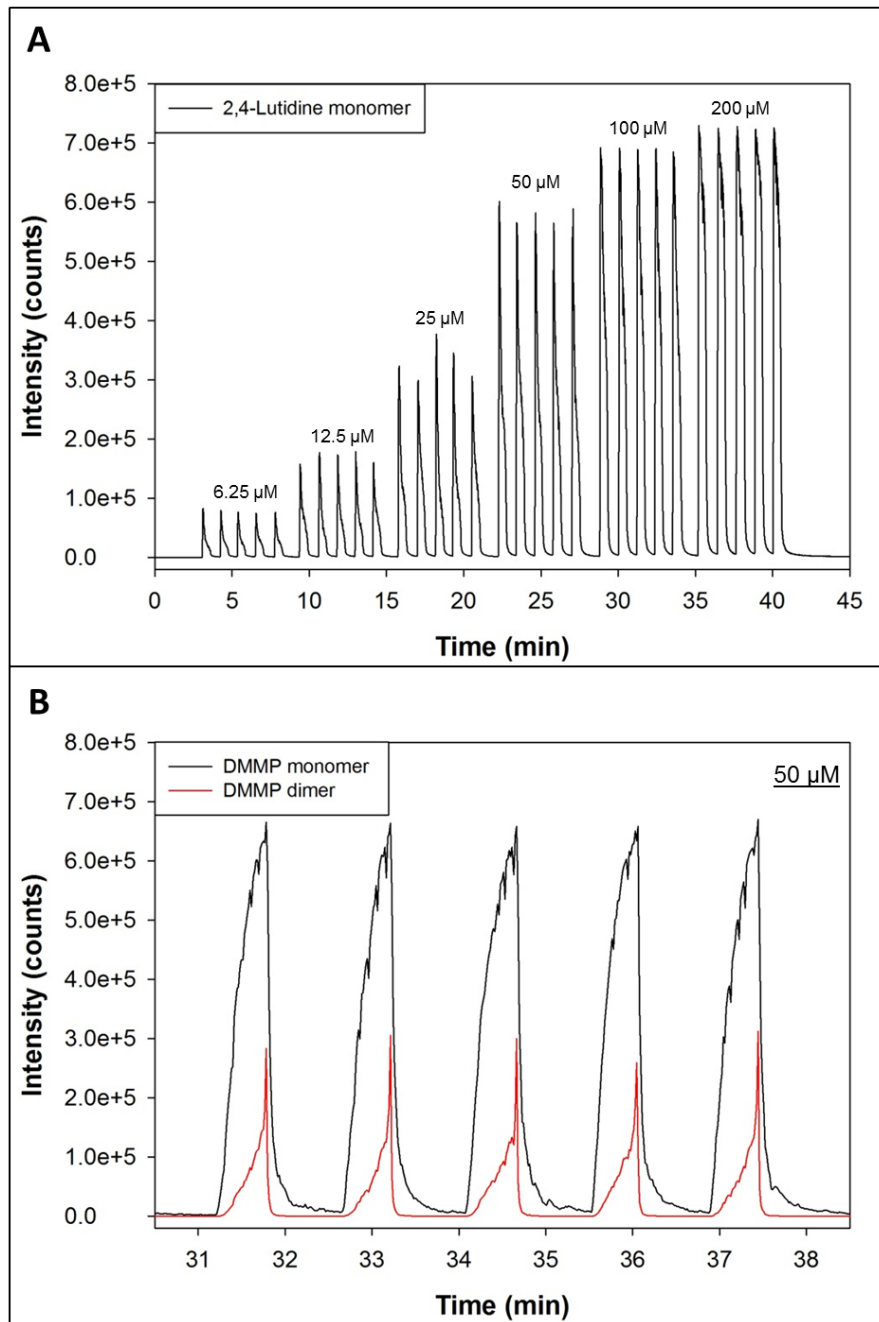 A
8.0e+5
2,4-Lutidine monomer
200 µM
100 µM
7.0e+5
50 µM
6.0e+5
5.0e+5
25 µM
4.0e+5
3.0e+5
12.5 µM
2.0e+5
6.25 µM
1.0e+5
0.0
Intensity (counts)
0 5 10 15 20 25 30 35 40 45
Time (min)
B
8.0e+5
DMMP monomer
50 µM
DMMP dimer
7.0e+5
6.0e+5
5.0e+5
4.0e+5
3.0e+5
2.0e+5
1.0e+5
0.0
Intensity (counts)
31 32 33 34 35 36 37 38
Time (min)